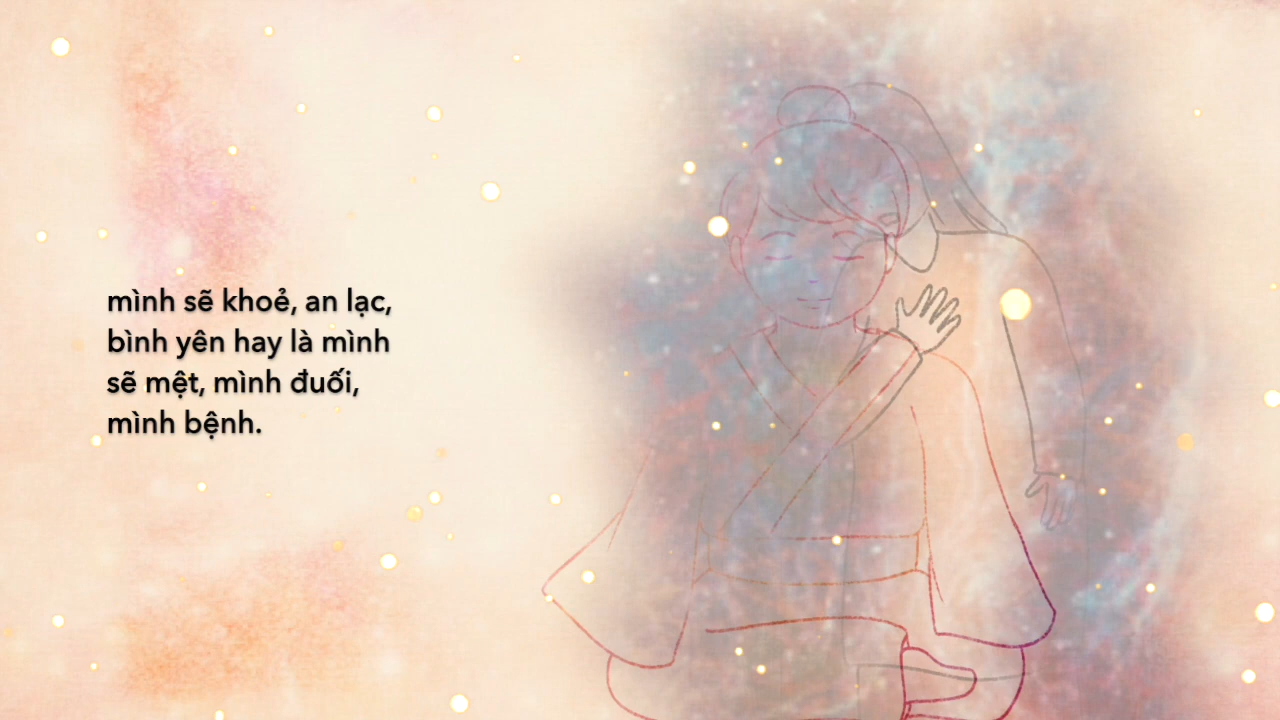 mình sẽ khoẻ, an lạc,
bình yên hay là mình
sẽ mệt, mình đuối,
mình bệnh.